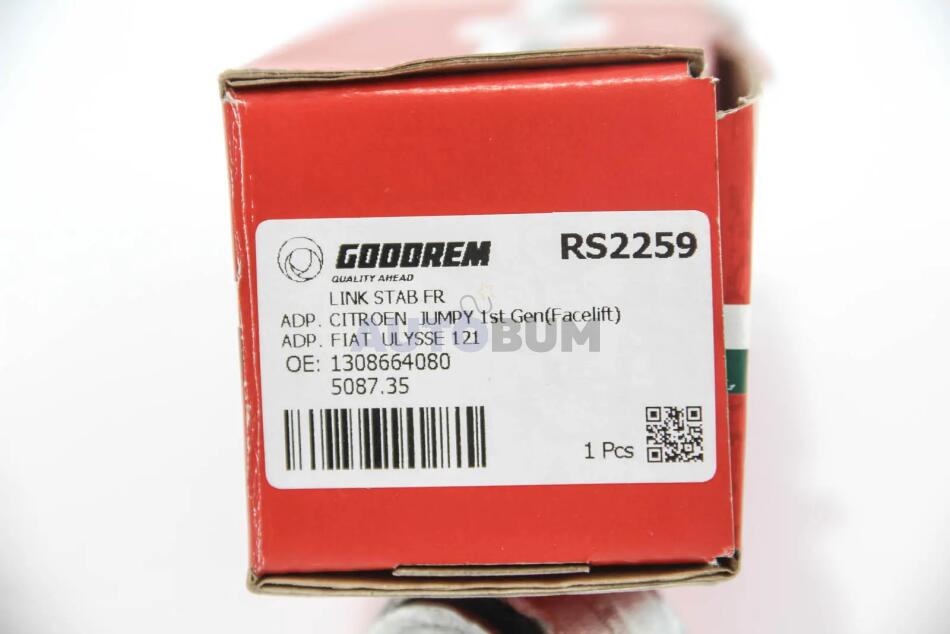 GOODREM
QUALITY AHEAD
RS2259
LINK STAB FR
ADP. CITROEN JUMPY 1st Gen(Facelift)
ADP. FIAT ULYSSE 121
AUTOBUM
OE: 1308664080
5087.35
1 Pcs